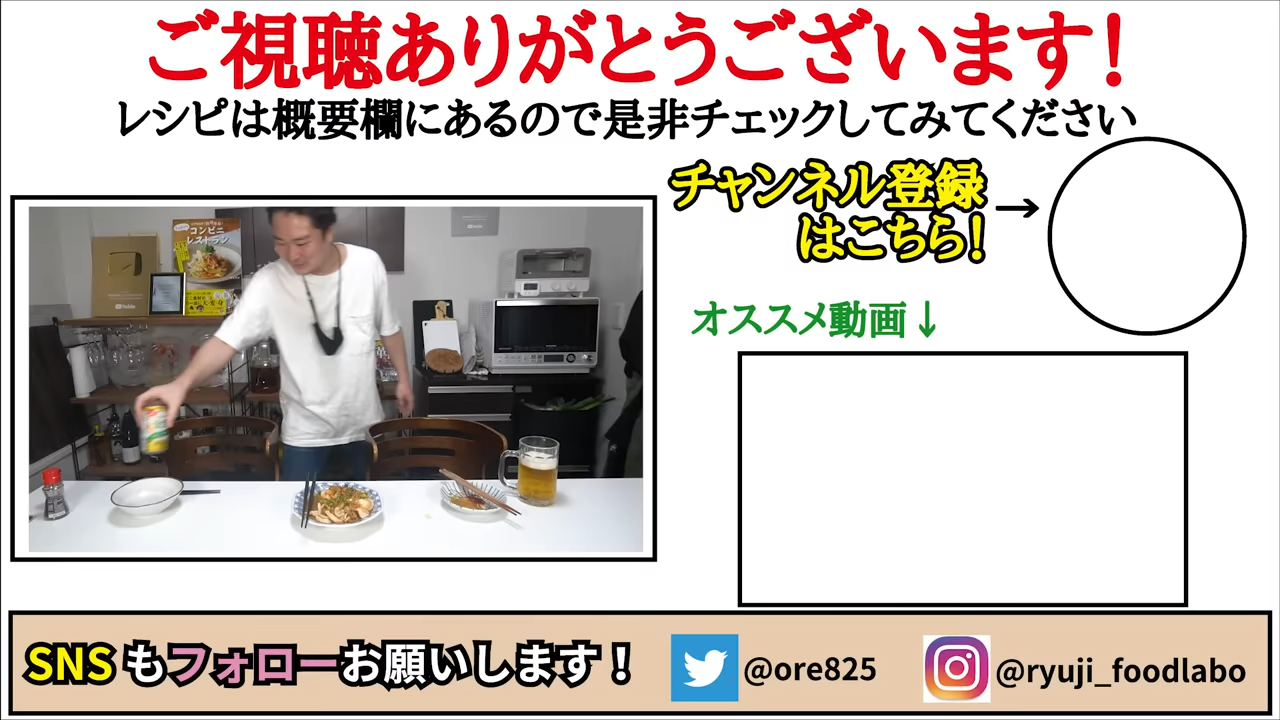 ご視聴ありがとうございます!
レシピは概要欄にあるので是非チェックしてみてください
チャンネル登録
はこちら!
→
オススメ動画↓
コンビニ
レストラン
SNSもフォローお願いします!
@ore825
@ryuji_foodlabo